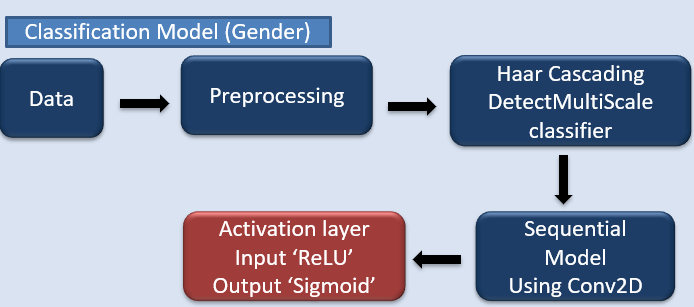 Classification Model (Gender)
Data
Preprocessing
Haar Cascading
DetectMultiScale
classifier
Sequential
Model
Using Conv2D
Activation layer
Input ‘ReLU’
Output ‘Sigmoid’